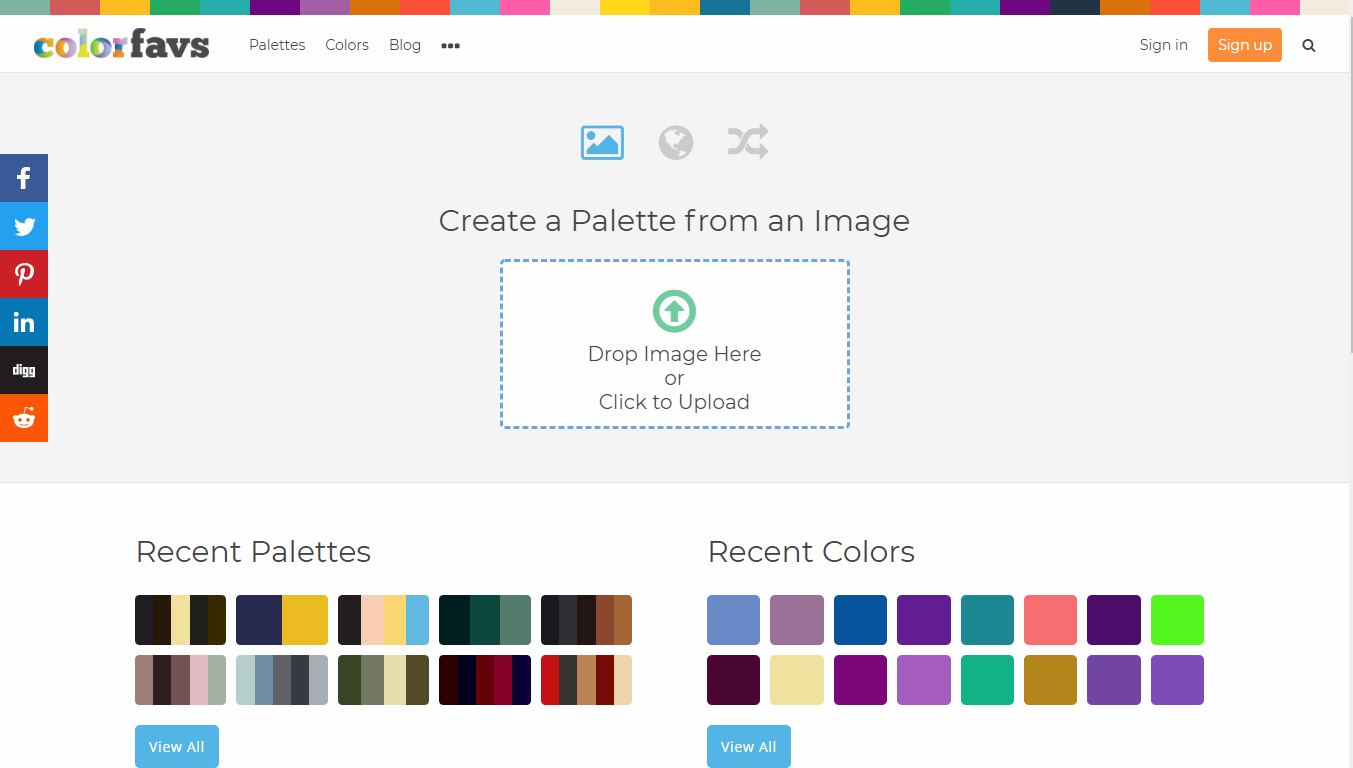 colorfavs
Palettes
Colors
Blog
Sign in
Sign up
digg
Create a Palette from an Image
Drop Image Here
or
Click to Upload
Recent Palettes
Recent Colors
View All
View All